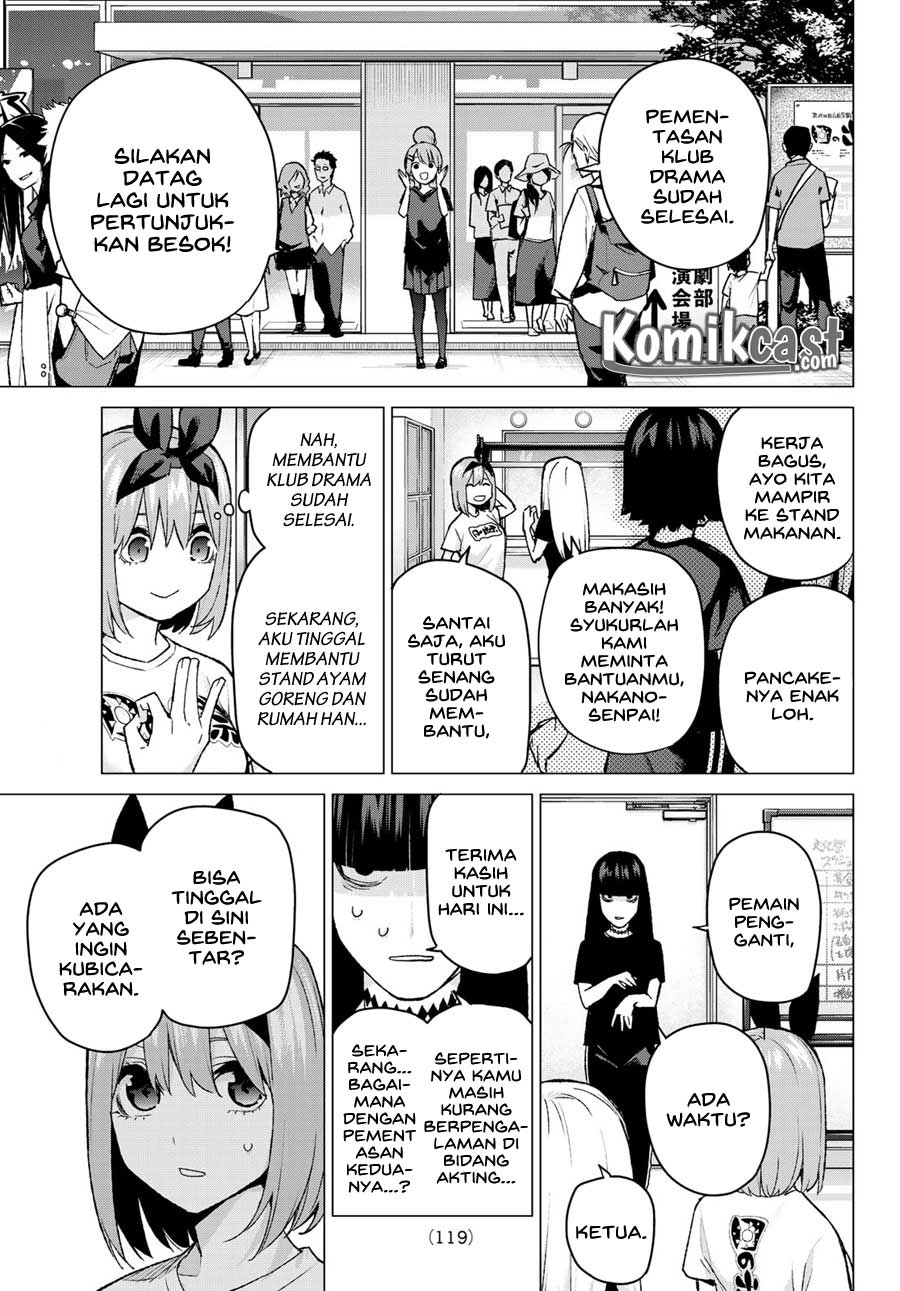 PEMEN-
TASAN
KLUB
DRAMA
SUDAH
SELESAI.
SILAKAN
DATAG
LAGI UNTUK
PERTUNJUK-
KAN BESOK!
劇部
演会場
Komikcast
.com
KERJA
BAGUS,
AYO KITA
MAMPIR
KE STAND
MAKANAN.
PANCAKE-
NYA ENAK
LOH.
MAKASIH
BANYAK!
SYUKURLAH
KAMI
MEMINTA
BANTUANMU,
NAKANO-
SENPAI!
SANTAI
SAJA, AKU
TURUT
SENANG
SUDAH
MEM-
BANTU,
NAH,
MEMBANTU
KLUB DRAMA
SUDAH
SELESAI.
SEKARANG,
AKU TINGGAL
MEMBANTU
STAND AYAM
GORENG DAN
RUMAH HAN...
PEMAIN
PENG-
GANTI,
ADA
WAKTU?
KETUA.
TERIMA
KASIH
UNTUK
HARI INI...
SEPERTI-
NYA KAMU
MASIH
KURANG
BERPENGA-
LAMAN DI
BIDANG
AKTING...
SEKA-
RANG...
BAGAI-
MANA
DENGAN
PEMENT
ASAN
KEDUA-
NYA...?
BISA
TINGGAL
DI SINI
SEBEN-
TAR?
ADA
YANG
INGIN
KUBICA-
RAKAN.
(119)